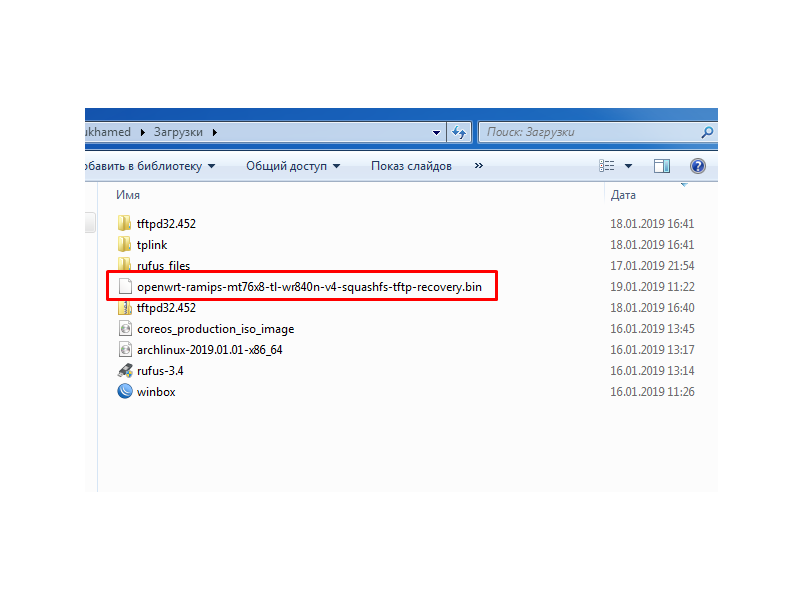 ukhamed ▸ Загрузки ▸ Поиск: Загрузки
обавить в библиотеку Общий доступ Показ слайдов »
Имя Дата
tftpd32.452 18.01.2019 16:41
tplink 18.01.2019 16:41
rufus_files 17.01.2019 21:54
openwrt-ramips-mt76x8-tl-wr840n-v4-squashfs-tftp-recovery.bin 19.01.2019 11:22
tftpd32.452 18.01.2019 16:40
coreos_production_iso_image 16.01.2019 13:45
archlinux-2019.01.01-x86_64 16.01.2019 13:17
rufus-3.4 16.01.2019 13:14
winbox 16.01.2019 11:26